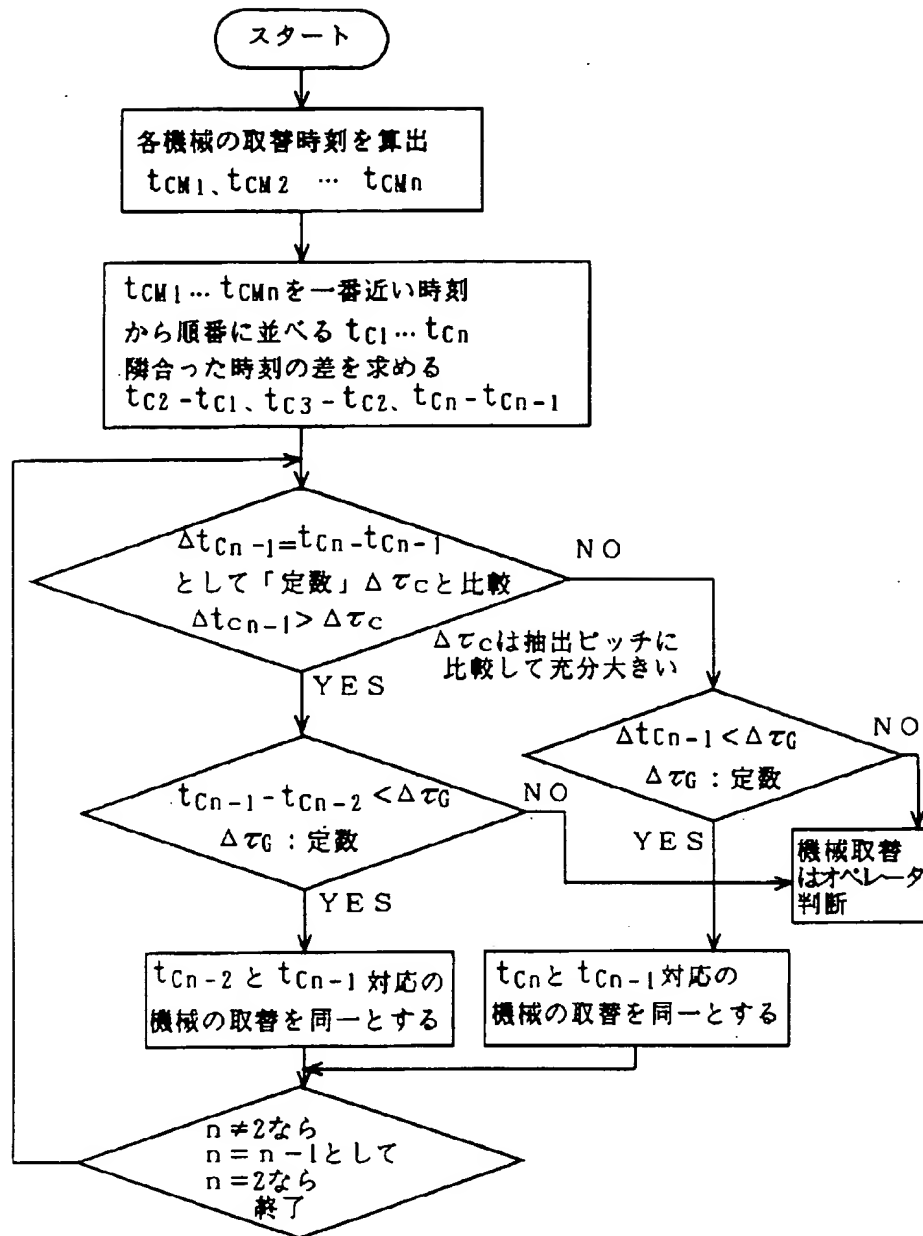 スタート
各機械の取替時刻を算出
tCM1、tCM2 … tCMn
tCM1…tCMnを一番近い時刻
から順番に並べる tC1…tCn
隣合った時刻の差を求める
tC2-tC1、tC3-tC2、tCn-tCn-1
ΔtCn-1=tCn-tCn-1
として「定数」Δτcと比較
Δtcn-1>Δτc
NO
Δτcは抽出ピッチに
比較して充分大きい
YES
ΔtCn-1<ΔτG
ΔτG:定数
NO
tCn-1-tCn-2<ΔτG
ΔτG:定数
NO
YES
機械取替
はオペレータ
判断
YES
tCn-2とtCn-1対応の
機械の取替を同一とする
tCnとtCn-1対応の
機械の取替を同一とする
n≠2なら
n=n-1として
n=2なら
終了